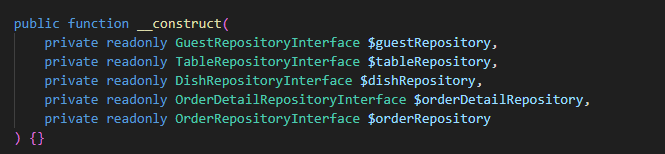 public function __construct(
    private readonly GuestRepositoryInterface $guestRepository,
    private readonly TableRepositoryInterface $tableRepository,
    private readonly DishRepositoryInterface $dishRepository,
    private readonly OrderDetailRepositoryInterface $orderDetailRepository,
    private readonly OrderRepositoryInterface $orderRepository
) {}